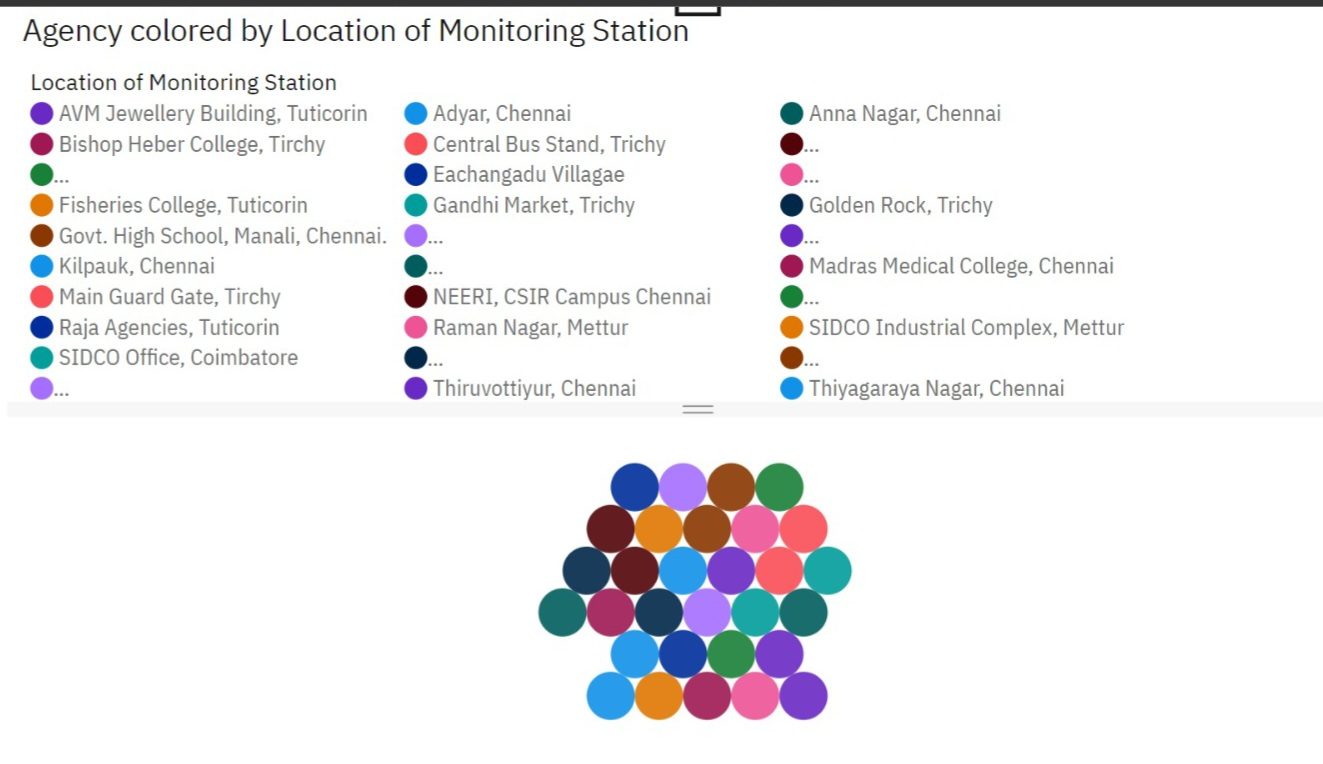 Agency colored by Location of Monitoring Station
Location of Monitoring Station
AVM Jewellery Building, Tuticorin Adyar, Chennai Anna Nagar, Chennai
Bishop Heber College, Tirchy Central Bus Stand, Trichy ...
... Eachangadu Villagae ...
Fisheries College, Tuticorin Gandhi Market, Trichy Golden Rock, Trichy
Govt. High School, Manali, Chennai. ... ...
Kilpauk, Chennai ... Madras Medical College, Chennai
Main Guard Gate, Tirchy NEERI, CSIR Campus Chennai ...
Raja Agencies, Tuticorin Raman Nagar, Mettur SIDCO Industrial Complex, Mettur
SIDCO Office, Coimbatore ... ...
... Thiruvottiyur, Chennai Thiyagaraya Nagar, Chennai